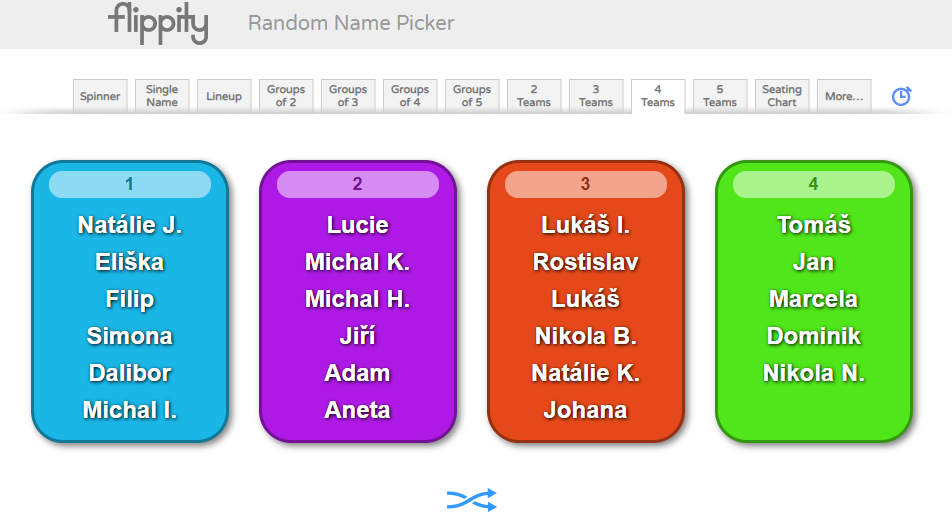 flippity
Random Name Picker
Spinner
Single
Name
Lineup
Groups
of 2
Groups
of 3
Groups
of 4
Groups
of 5
2
Teams
3
Teams
4
Teams
5
Teams
Seating
Chart
More...
1
Natálie J.
Eliška
Filip
Simona
Dalibor
Michal I.
2
Lucie
Michal K.
Michal H.
Jiří
Adam
Aneta
3
Lukáš I.
Rostislav
Lukáš
Nikola B.
Natálie K.
Johana
4
Tomáš
Jan
Marcela
Dominik
Nikola N.